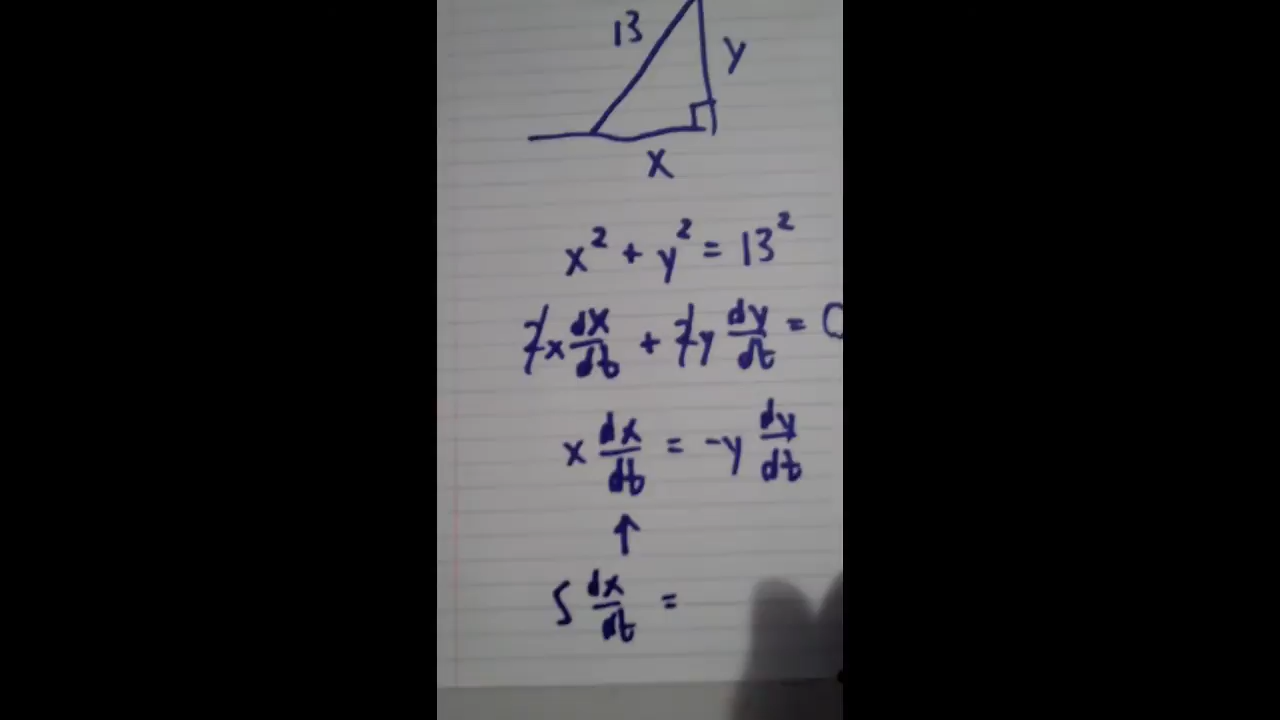 13
y
x
x² + y² = 13²
2x dx/dt + 2y dy/dt = 0
x dx/dt = -y dy/dt
↑
5 dx/dt =